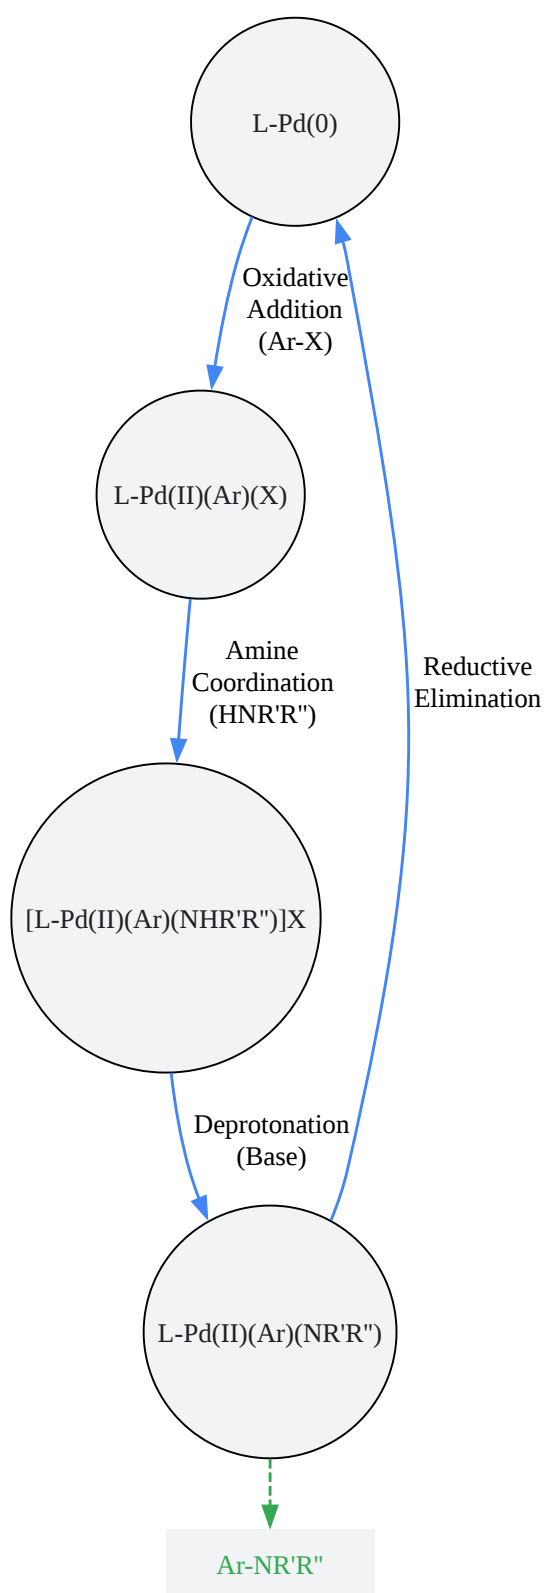 L-Pd(0)
Oxidative
Addition
(Ar-X)
L-Pd(II)(Ar)(X)
Amine
Coordination
(HNR'R")
Reductive
Elimination
[L-Pd(II)(Ar)(NHR'R")]X
Deprotonation
(Base)
L-Pd(II)(Ar)(NR'R")
Ar-NR'R"